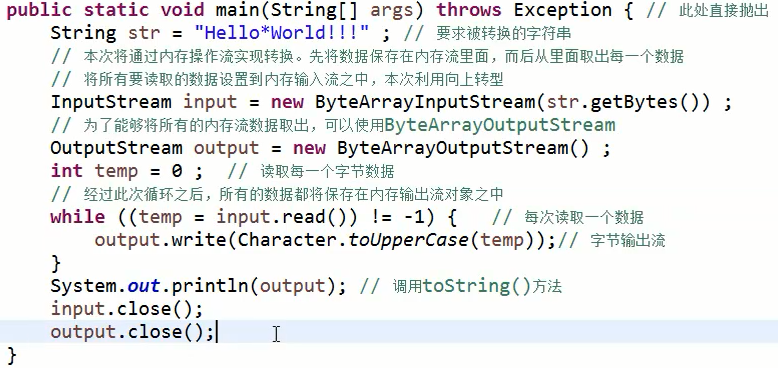 public static void main(String[] args) throws Exception { // 此处直接抛出
String str = "Hello*World!!!" ; // 要求被转换的字符串
// 本次将通过内存操作流实现转换。先将数据保存在内存流里面，而后从里面取出每一个数据
// 将所有要读取的数据设置到内存输入流之中，本次利用向上转型
InputStream input = new ByteArrayInputStream(str.getBytes()) ;
// 为了能够将所有的内存流数据取出，可以使用ByteArrayOutputStream
OutputStream output = new ByteArrayOutputStream() ;
int temp = 0 ; // 读取每一个字节数据
// 经过此次循环之后，所有的数据都将保存在内存输出流对象之中
while ((temp = input.read()) != -1) { // 每次读取一个数据
output.write(Character.toUpperCase(temp));// 字节输出流
}
System.out.println(output); // 调用toString()方法
input.close();
output.close();
}